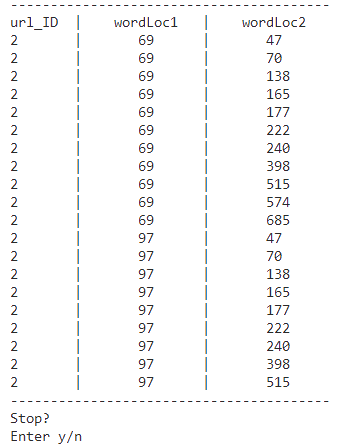 -----------------------------------------
url_ID | wordLoc1 | wordLoc2
2 | 69 | 47
2 | 69 | 70
2 | 69 | 138
2 | 69 | 165
2 | 69 | 177
2 | 69 | 222
2 | 69 | 240
2 | 69 | 398
2 | 69 | 515
2 | 69 | 574
2 | 69 | 685
2 | 97 | 47
2 | 97 | 70
2 | 97 | 138
2 | 97 | 165
2 | 97 | 177
2 | 97 | 222
2 | 97 | 240
2 | 97 | 398
2 | 97 | 515
-----------------------------------------
Stop?
Enter y/n